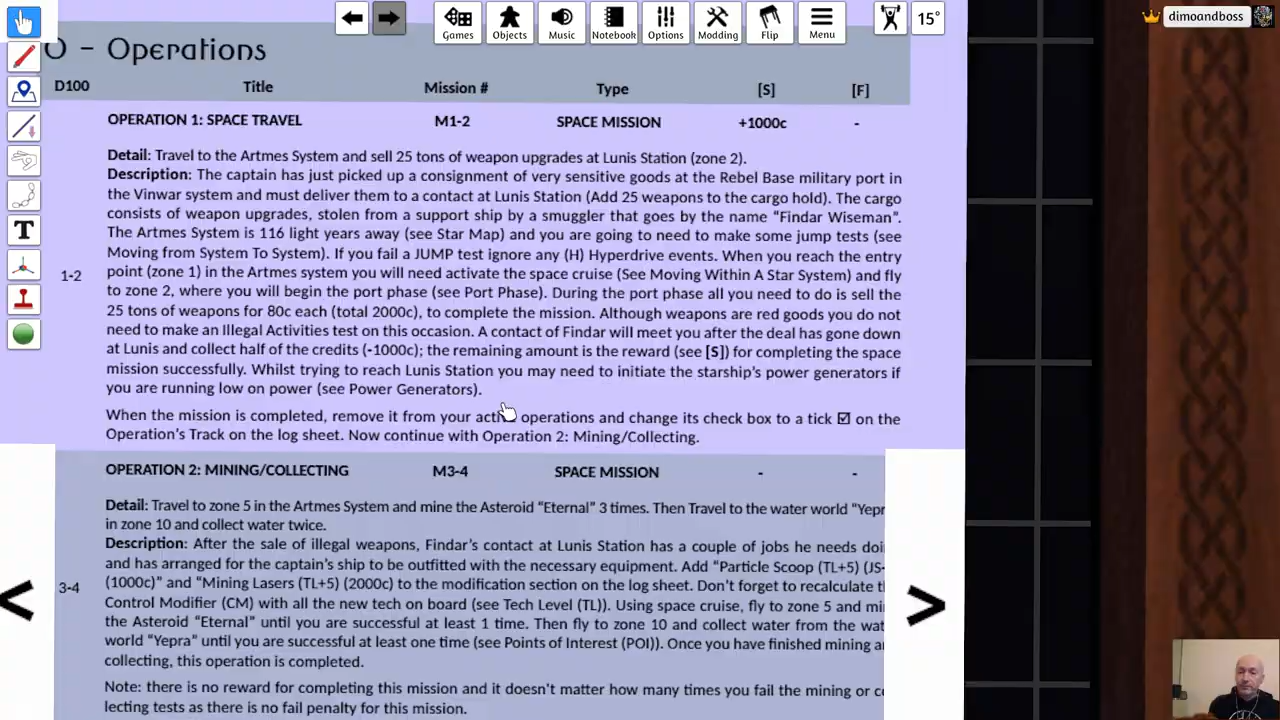 Games
Objects
Music
Notebook
Options
Modding
Flip
Menu
15°
dimoandboss
T
O – Operations
D100 Title Mission # Type [S] [F]
OPERATION 1: SPACE TRAVEL M1-2 SPACE MISSION +1000c -
Detail: Travel to the Artmes System and sell 25 tons of weapon upgrades at Lunis Station (zone 2).
Description: The captain has just picked up a consignment of very sensitive goods at the Rebel Base military port in
the Vinwar system and must deliver them to a contact at Lunis Station (Add 25 weapons to the cargo hold). The cargo
consists of weapon upgrades, stolen from a support ship by a smuggler that goes by the name “Findar Wiseman”.
The Artmes System is 116 light years away (see Star Map) and you are going to need to make some jump tests (see
Moving from System To System). If you fail a JUMP test ignore any (H) Hyperdrive events. When you reach the entry
point (zone 1) in the Artmes system you will need activate the space cruise (See Moving Within A Star System) and fly
1-2
to zone 2, where you will begin the port phase (see Port Phase). During the port phase all you need to do is sell the
25 tons of weapons for 80c each (total 2000c), to complete the mission. Although weapons are red goods you do not
need to make an Illegal Activities test on this occasion. A contact of Findar will meet you after the deal has gone down
at Lunis and collect half of the credits (-1000c); the remaining amount is the reward (see [S]) for completing the space
mission successfully. Whilst trying to reach Lunis Station you may need to initiate the starship’s power generators if
you are running low on power (see Power Generators).
When the mission is completed, remove it from your active operations and change its check box to a tick ☑ on the
Operation’s Track on the log sheet. Now continue with Operation 2: Mining/Collecting.
OPERATION 2: MINING/COLLECTING M3-4 SPACE MISSION - -
Detail: Travel to zone 5 in the Artmes System and mine the Asteroid “Eternal” 3 times. Then Travel to the water world “Yepr
in zone 10 and collect water twice.
Description: After the sale of illegal weapons, Findar’s contact at Lunis Station has a couple of jobs he needs doi
and has arranged for the captain’s ship to be outfitted with the necessary equipment. Add “Particle Scoop (TL+5) (JS-
(1000c)” and “Mining Lasers (TL+5) (2000c) to the modification section on the log sheet. Don’t forget to recalculate t
3-4
Control Modifier (CM) with all the new tech on board (see Tech Level (TL)). Using space cruise, fly to zone 5 and mi
the Asteroid “Eternal” until you are successful at least 1 time. Then fly to zone 10 and collect water from the wat
world “Yepra” until you are successful at least one time (see Points of Interest (POI)). Once you have finished mining a
collecting, this operation is completed.
Note: there is no reward for completing this mission and it doesn’t matter how many times you fail the mining or c
lecting tests as there is no fail penalty for this mission.
<
>